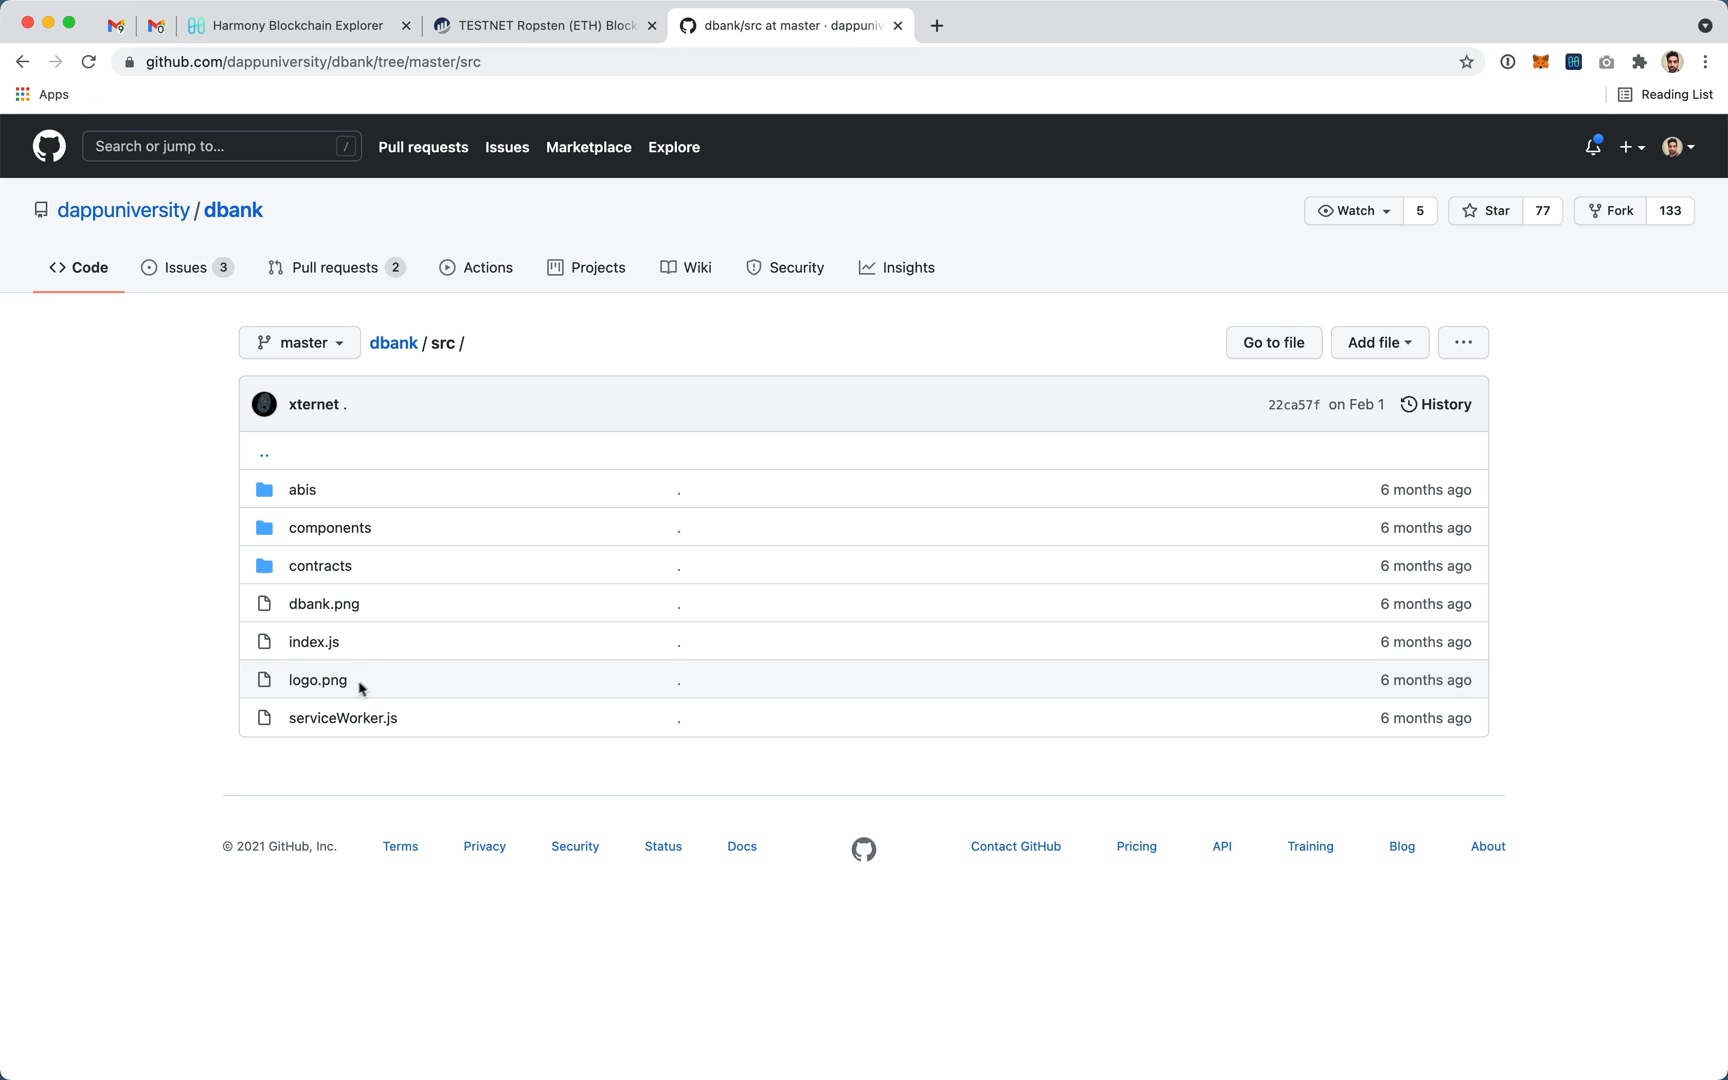 Harmony Blockchain Explorer
TESTNET Ropsten (ETH) Block
dbank/src at master · dappuniv
github.com/dappuniversity/dbank/tree/master/src
Apps
Reading List
Search or jump to...
/
Pull requests
Issues
Marketplace
Explore
dappuniversity / dbank
Watch
5
Star
77
Fork
133
Code
Issues 3
Pull requests 2
Actions
Projects
Wiki
Security
Insights
master
dbank / src /
Go to file
Add file
...
xternet .
22ca57f on Feb 1
History
..
abis . 6 months ago
components . 6 months ago
contracts . 6 months ago
dbank.png . 6 months ago
index.js . 6 months ago
logo.png . 6 months ago
serviceWorker.js . 6 months ago
© 2021 GitHub, Inc.
Terms
Privacy
Security
Status
Docs
Contact GitHub
Pricing
API
Training
Blog
About